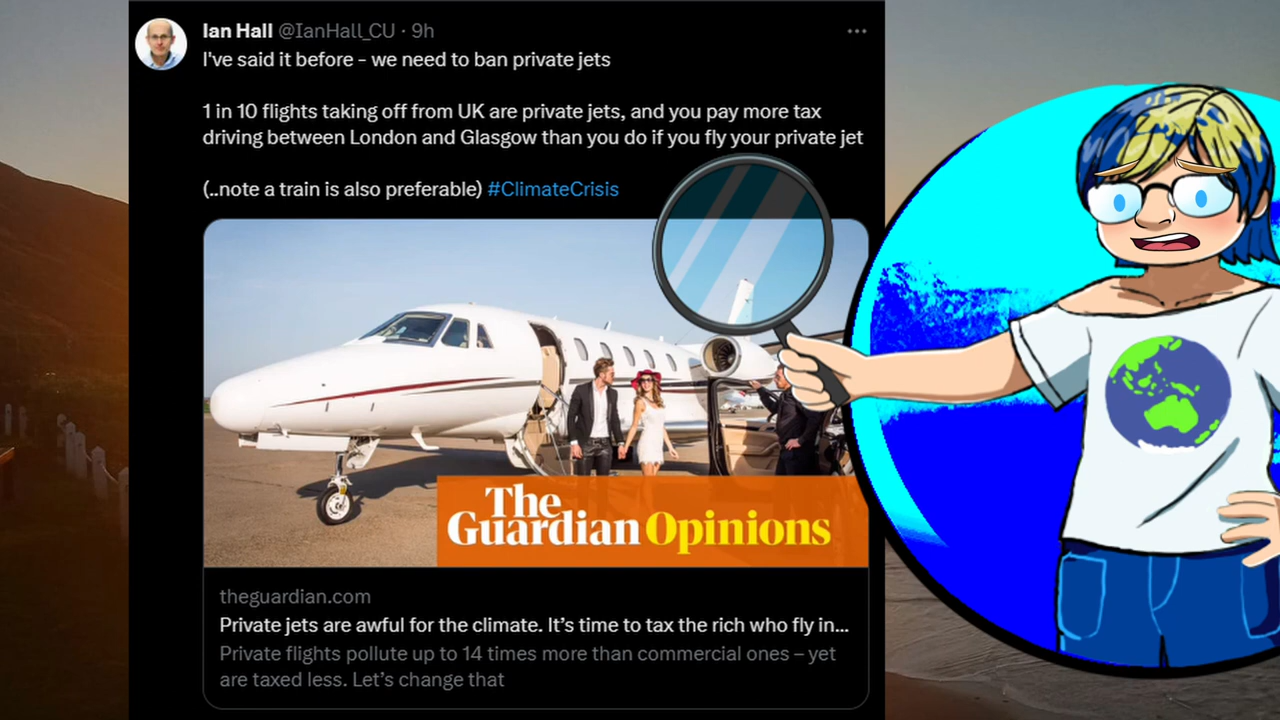 Ian Hall @IanHall_CU · 9h
I've said it before – we need to ban private jets
1 in 10 flights taking off from UK are private jets, and you pay more tax
driving between London and Glasgow than you do if you fly your private jet
(..note a train is also preferable) #ClimateCrisis
The
Guardian Opinions
theguardian.com
Private jets are awful for the climate. It’s time to tax the rich who fly in...
Private flights pollute up to 14 times more than commercial ones – yet
are taxed less. Let’s change that